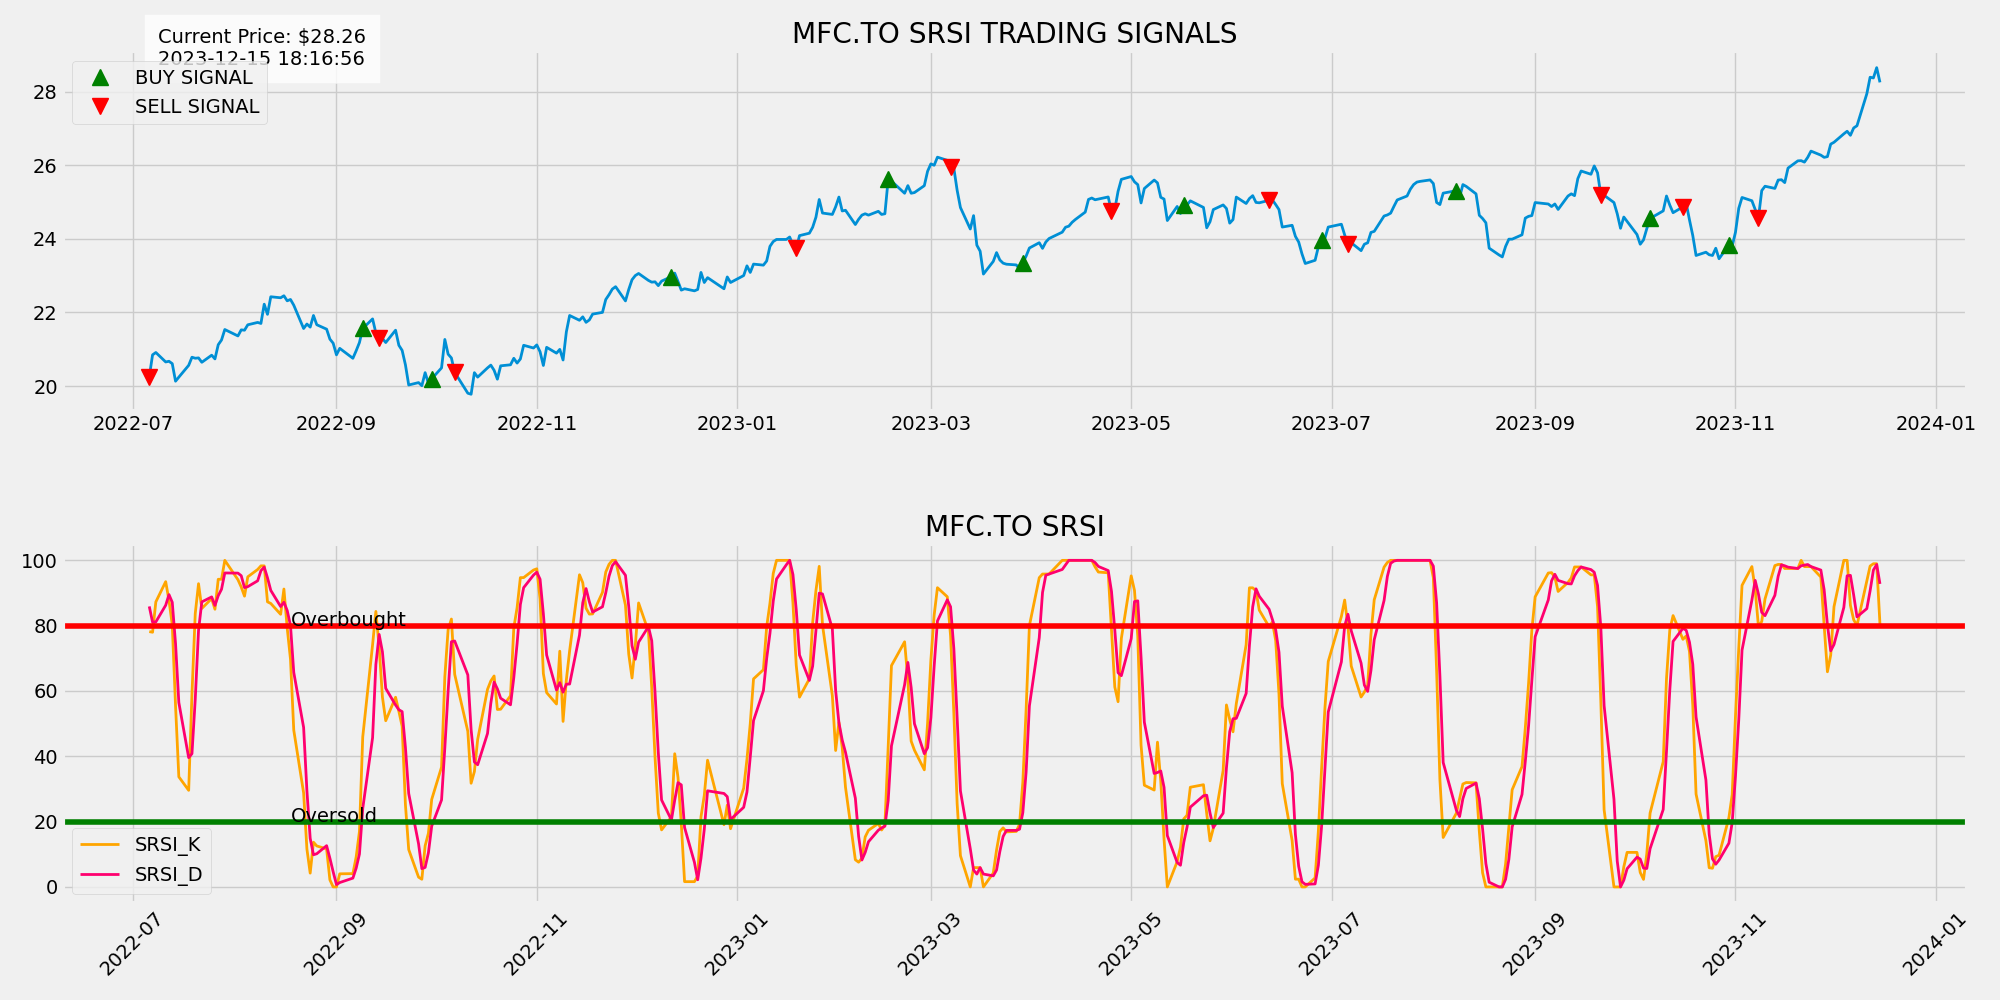 MFC.TO SRSI TRADING SIGNALS
Current Price: $28.26
2023-12-15 18:16:56
BUY SIGNAL
SELL SIGNAL
28
26
24
22
20
2022-07 2022-09 2022-11 2023-01 2023-03 2023-05 2023-07 2023-09 2023-11 2024-01
MFC.TO SRSI
100
Overbought
80
60
40
Oversold
20
SRSI_K
SRSI_D
0
2022-07 2022-09 2022-11 2023-01 2023-03 2023-05 2023-07 2023-09 2023-11 2024-01